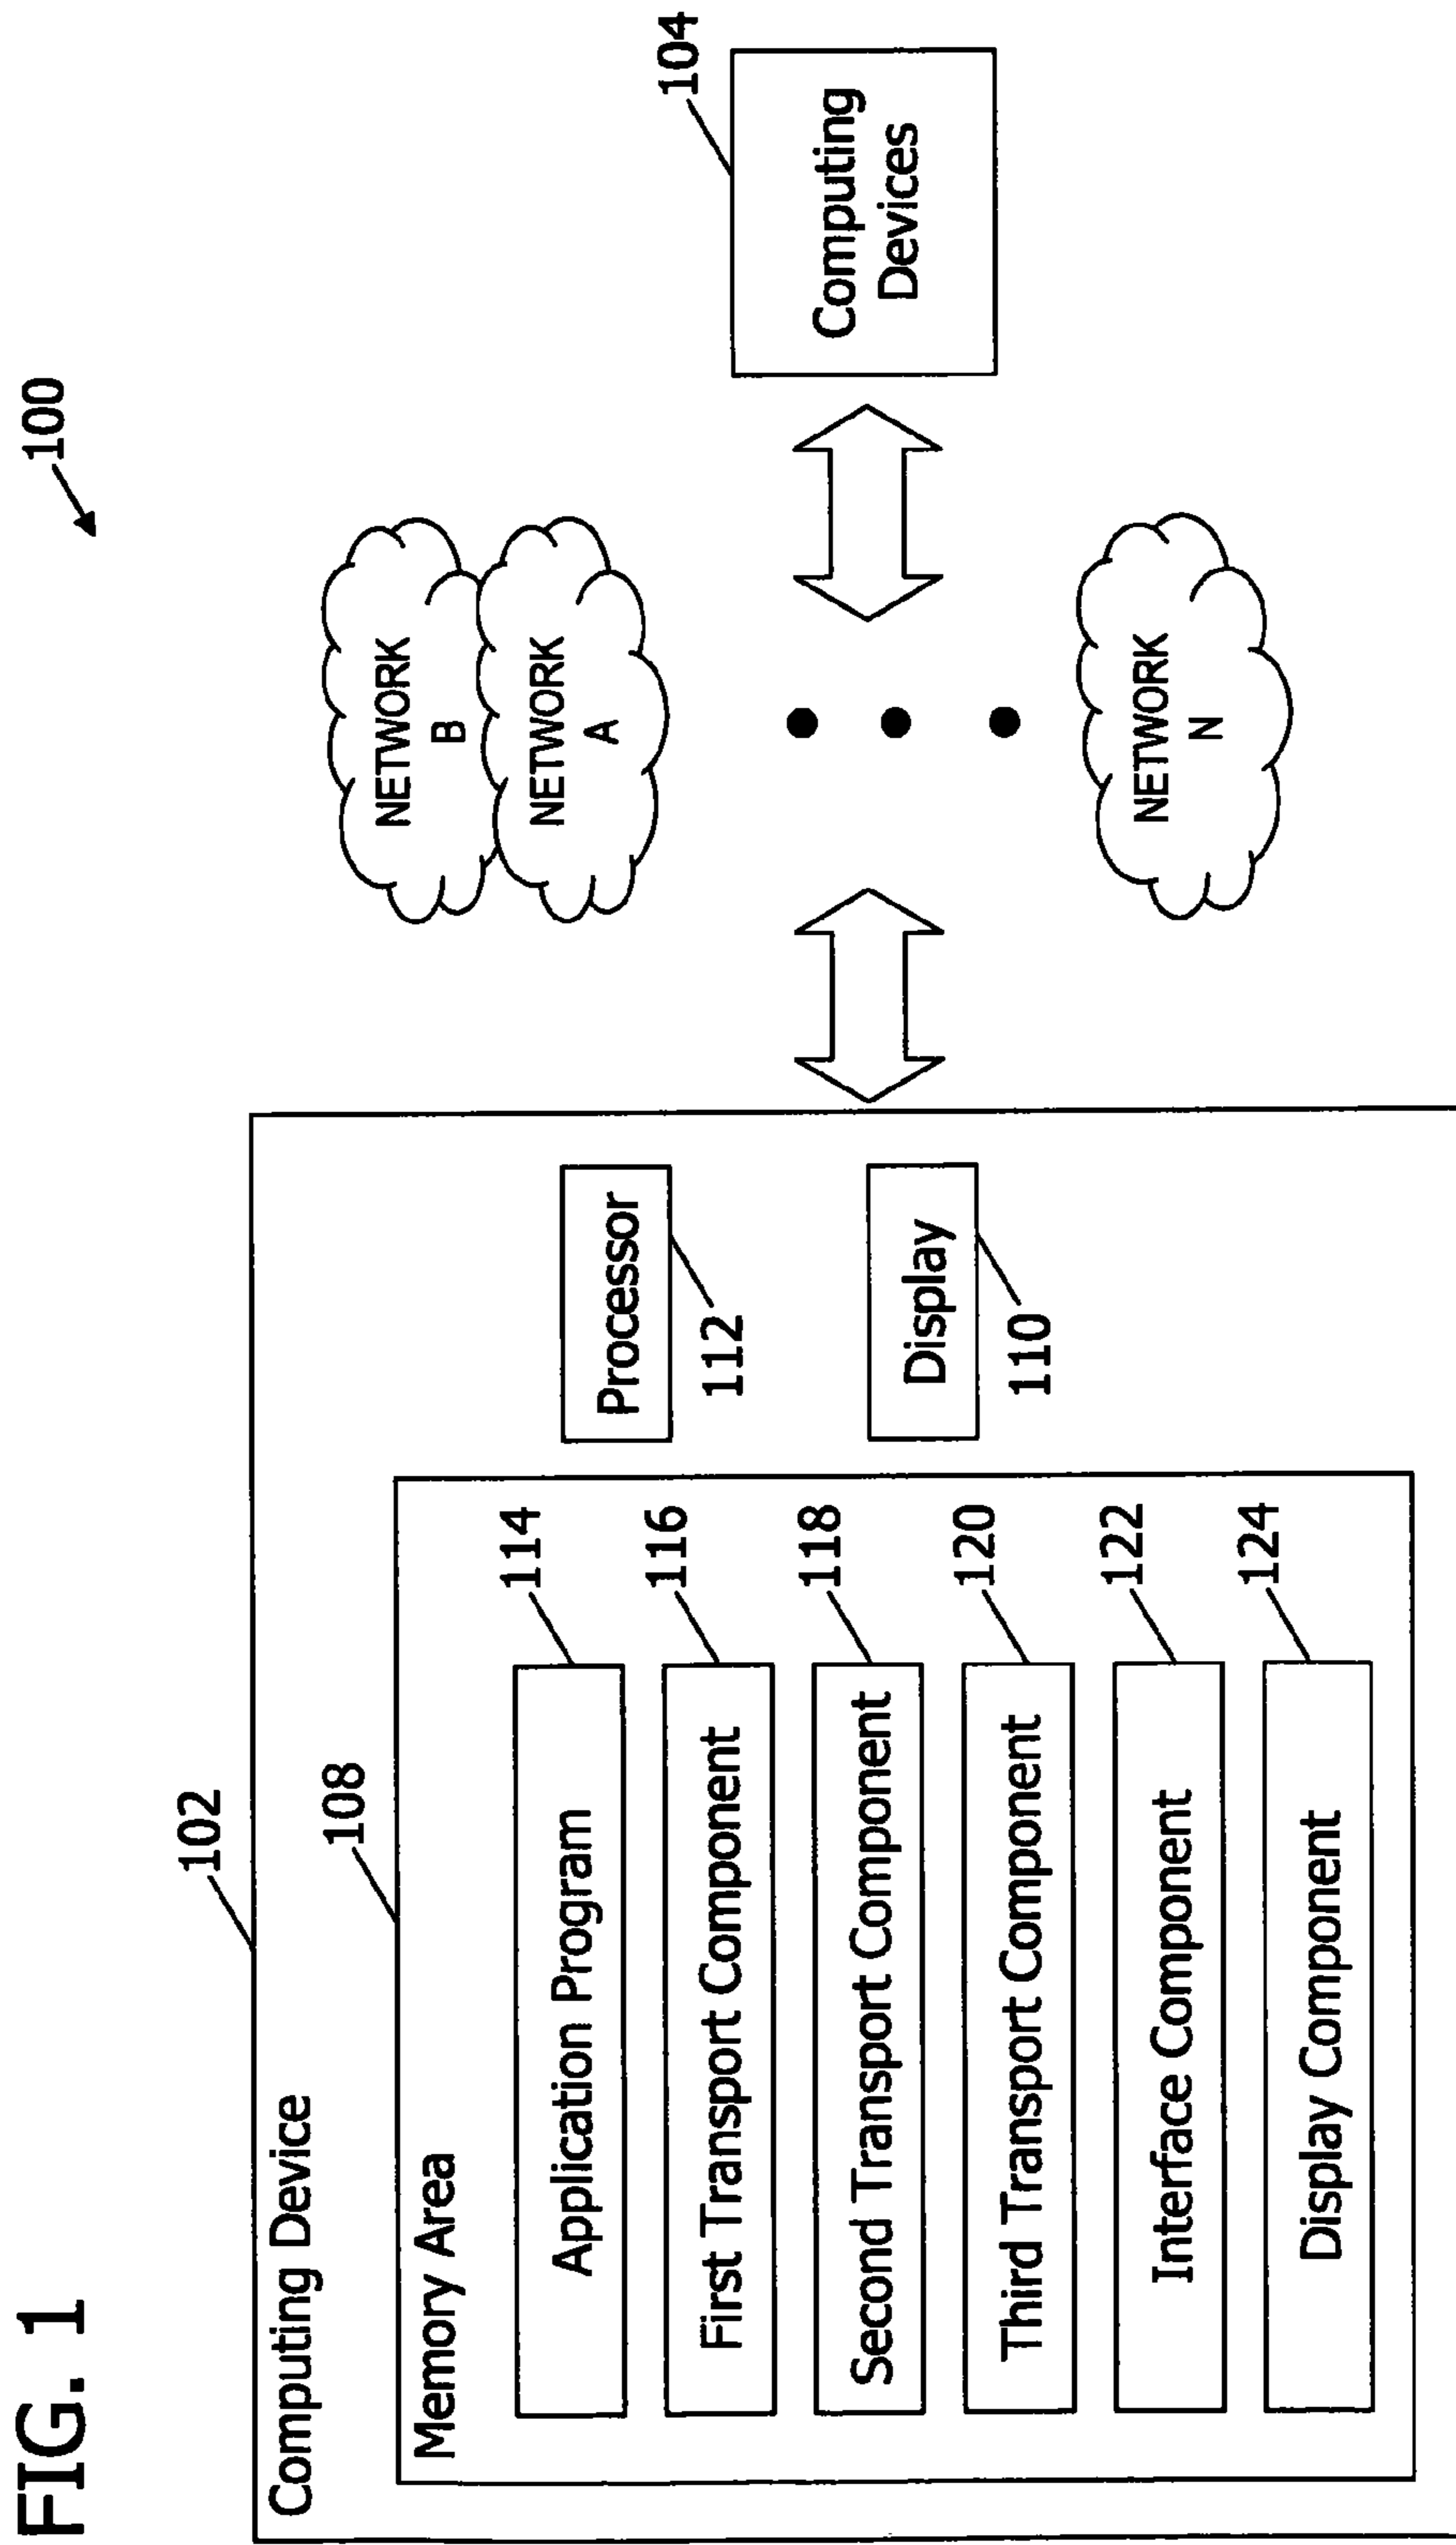 FIG. 1
100
102
Computing Device
108
Memory Area
Application Program
114
First Transport Component
116
Second Transport Component
118
Third Transport Component
120
Interface Component
122
Display Component
124
Processor
112
Display
110
NETWORK
B
NETWORK
A
NETWORK
N
104
Computing
Devices